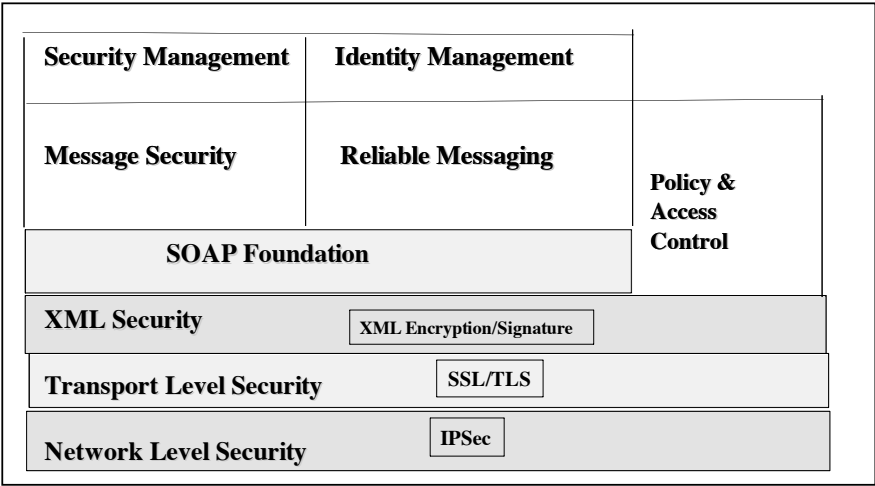 Security Management
Identity Management
Message Security
Reliable Messaging
Policy &
Access
Control
SOAP Foundation
XML Security
XML Encryption/Signature
Transport Level Security
SSL/TLS
Network Level Security
IPSec